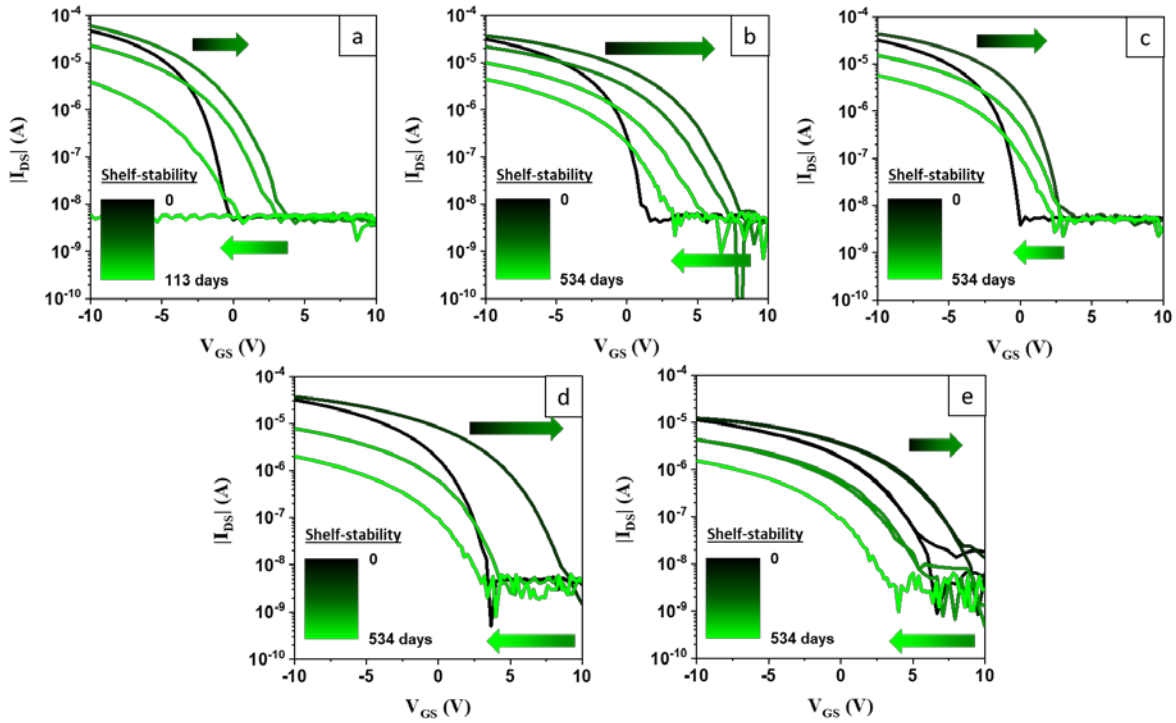 a
10⁻⁴
10⁻⁵
10⁻⁶
10⁻⁷
10⁻⁸
10⁻⁹
10⁻¹⁰
|I_DS| (A)
Shelf-stability
0
113 days
-10
-5
0
5
10
V_GS (V)
b
10⁻⁴
10⁻⁵
10⁻⁶
10⁻⁷
10⁻⁸
10⁻⁹
10⁻¹⁰
|I_DS| (A)
Shelf-stability
0
534 days
-10
-5
0
5
10
V_GS (V)
c
10⁻⁴
10⁻⁵
10⁻⁶
10⁻⁷
10⁻⁸
10⁻⁹
10⁻¹⁰
|I_DS| (A)
Shelf-stability
0
534 days
-10
-5
0
5
10
V_GS (V)
d
10⁻⁴
10⁻⁵
10⁻⁶
10⁻⁷
10⁻⁸
10⁻⁹
10⁻¹⁰
|I_DS| (A)
Shelf-stability
0
534 days
-10
-5
0
5
10
V_GS (V)
e
10⁻⁴
10⁻⁵
10⁻⁶
10⁻⁷
10⁻⁸
10⁻⁹
10⁻¹⁰
|I_DS| (A)
Shelf-stability
0
534 days
-10
-5
0
5
10
V_GS (V)